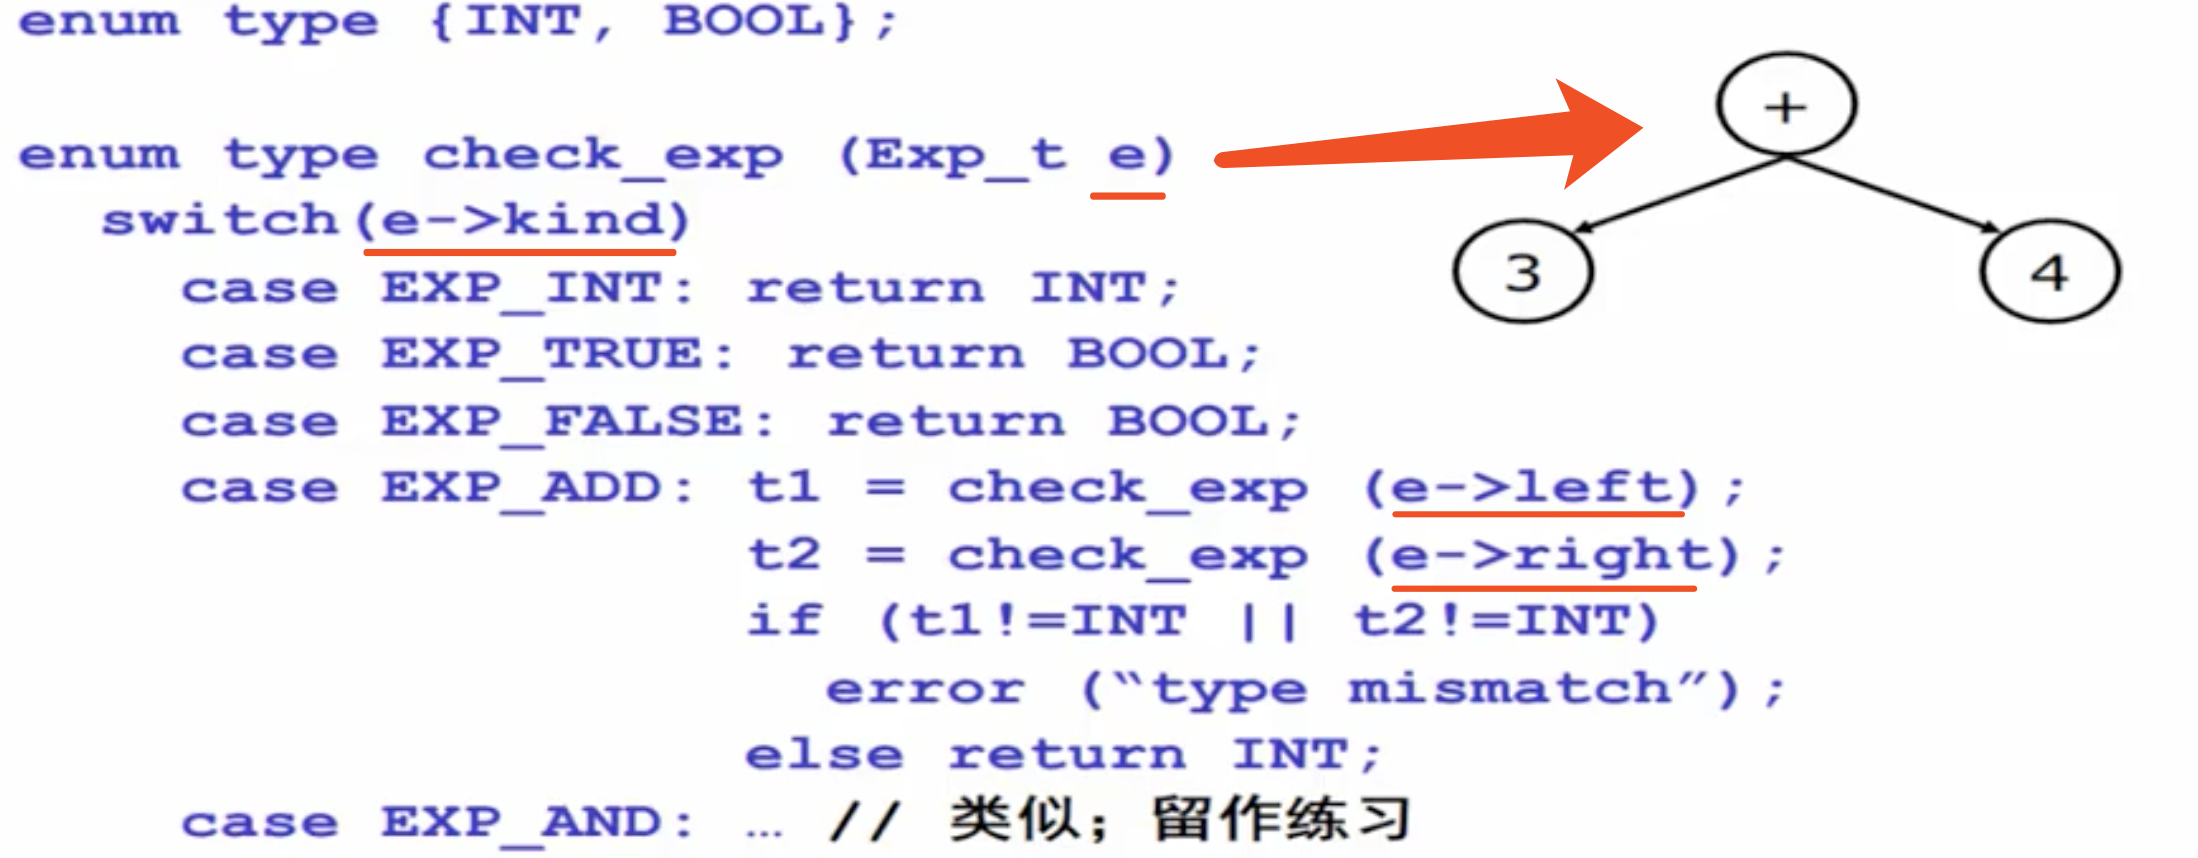 enum type {INT, BOOL};
enum type check_exp (Exp_t e)
switch(e->kind)
case EXP_INT: return INT;
case EXP_TRUE: return BOOL;
case EXP_FALSE: return BOOL;
case EXP_ADD: t1 = check_exp (e->left);
t2 = check_exp (e->right);
if (t1!=INT || t2!=INT)
error (“type mismatch”);
else return INT;
case EXP_AND: … // 类似；留作练习
+
3
4